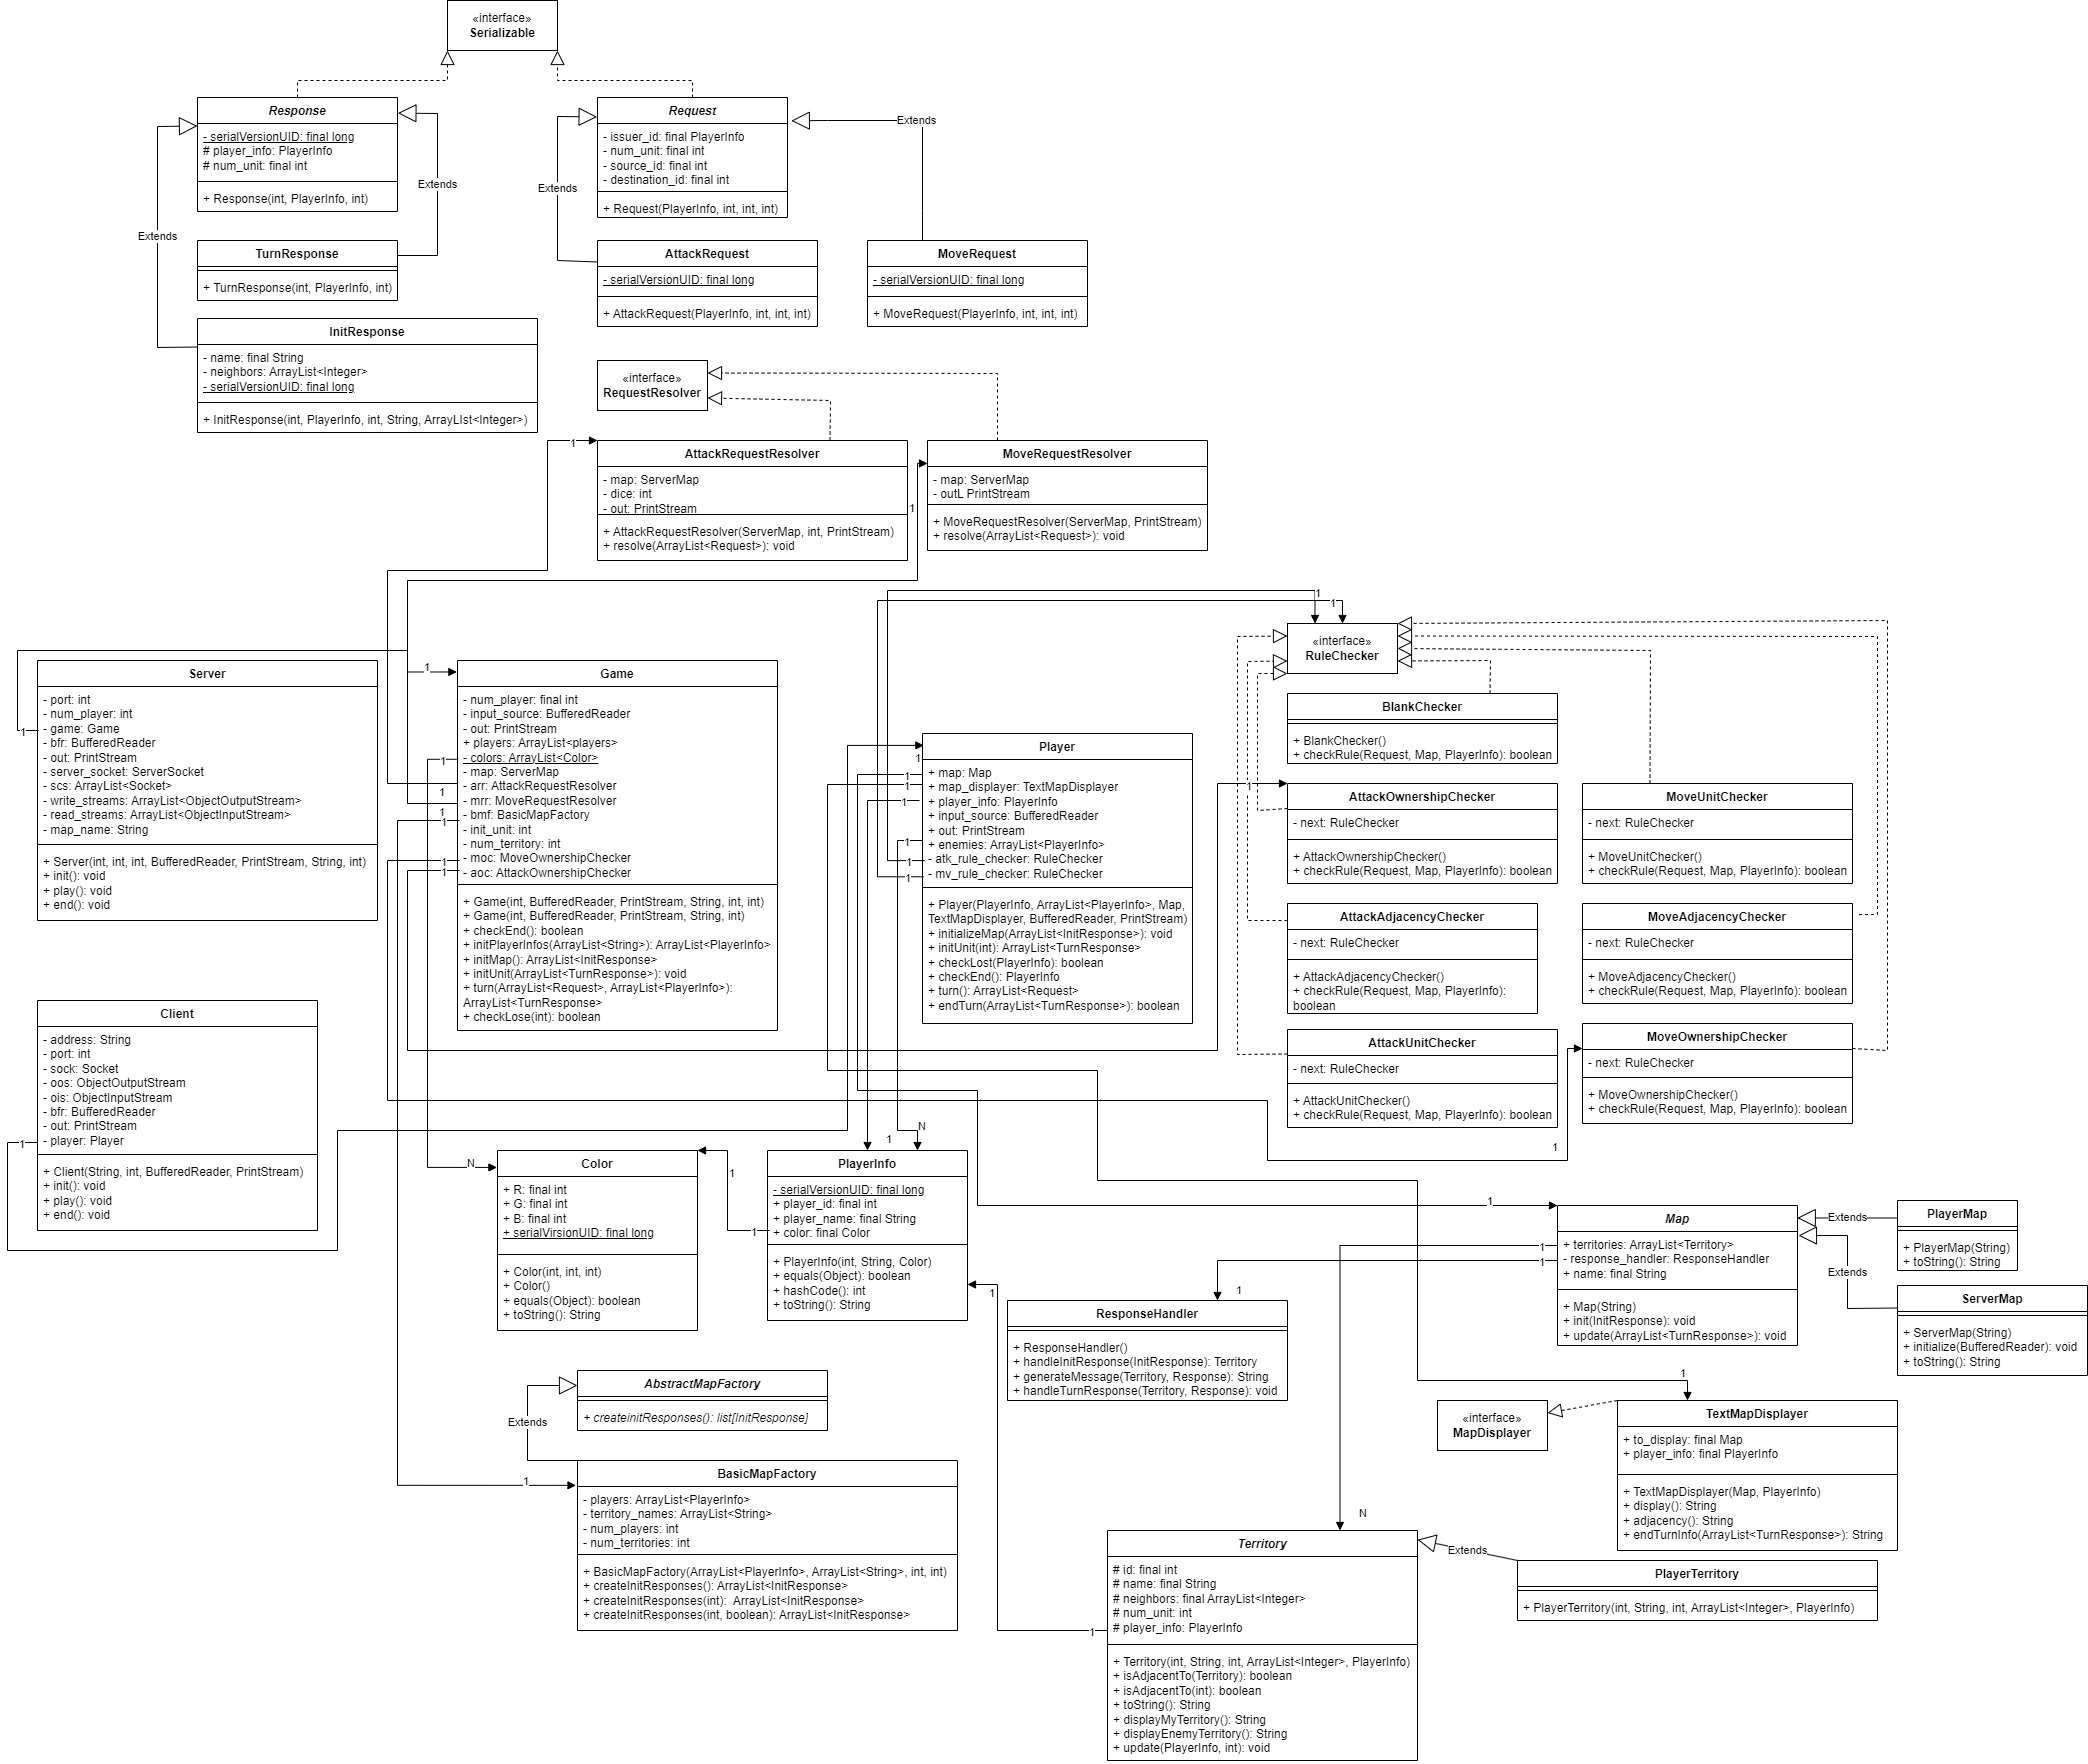 «interface»
Serializable
Response
- serialVersionUID: final long
# player_info: PlayerInfo
# num_unit: final int
+ Response(int, PlayerInfo, int)
Extends
Extends
TurnResponse
+ TurnResponse(int, PlayerInfo, int)
InitResponse
- name: final String
- neighbors: ArrayList<Integer>
- serialVersionUID: final long
+ InitResponse(int, PlayerInfo, int, String, ArrayLIst<Integer>)
Request
- issuer_id: final PlayerInfo
- num_unit: final int
- source_id: final int
- destination_id: final int
+ Request(PlayerInfo, int, int, int)
Extends
Extends
AttackRequest
- serialVersionUID: final long
+ AttackRequest(PlayerInfo, int, int, int)
MoveRequest
- serialVersionUID: final long
+ MoveRequest(PlayerInfo, int, int, int)
«interface»
RequestResolver
1
AttackRequestResolver
- map: ServerMap
- dice: int
- out: PrintStream
+ AttackRequestResolver(ServerMap, int, PrintStream)
+ resolve(ArrayList<Request>): void
1
MoveRequestResolver
- map: ServerMap
- outL PrintStream
+ MoveRequestResolver(ServerMap, PrintStream)
+ resolve(ArrayList<Request>): void
Server
- port: int
- num_player: int
- game: Game
- bfr: BufferedReader
- out: PrintStream
- server_socket: ServerSocket
- scs: ArrayList<Socket>
- write_streams: ArrayList<ObjectOutputStream>
- read_streams: ArrayList<ObjectInputStream>
- map_name: String
+ Server(int, int, int, BufferedReader, PrintStream, String, int)
+ init(): void
+ play(): void
+ end(): void
1
1
Game
- num_player: final int
- input_source: BufferedReader
- out: PrintStream
+ players: ArrayList<players>
- colors: ArrayList<Color>
- map: ServerMap
- arr: AttackRequestResolver
- mrr: MoveRequestResolver
- bmf: BasicMapFactory
- init_unit: int
- num_territory: int
- moc: MoveOwnershipChecker
- aoc: AttackOwnershipChecker
+ Game(int, BufferedReader, PrintStream, String, int, int)
+ Game(int, BufferedReader, PrintStream, String, int)
+ checkEnd(): boolean
+ initPlayerInfos(ArrayList<String>): ArrayList<PlayerInfo>
+ initMap(): ArrayList<InitResponse>
+ initUnit(ArrayList<TurnResponse>): void
+ turn(ArrayList<Request>, ArrayList<PlayerInfo>):
ArrayList<TurnResponse>
+ checkLose(int): boolean
1
1
1
1
1
1
Player
+ map: Map
+ map_displayer: TextMapDisplayer
+ player_info: PlayerInfo
+ input_source: BufferedReader
+ out: PrintStream
+ enemies: ArrayList<PlayerInfo>
- atk_rule_checker: RuleChecker
- mv_rule_checker: RuleChecker
+ Player(PlayerInfo, ArrayList<PlayerInfo>, Map,
TextMapDisplayer, BufferedReader, PrintStream)
+ initializeMap(ArrayList<InitResponse>): void
+ initUnit(int): ArrayList<TurnResponse>
+ checkLost(PlayerInfo): boolean
+ checkEnd(): PlayerInfo
+ turn(): ArrayList<Request>
+ endTurn(ArrayList<TurnResponse>): boolean
1
1
1
1
1
1
1
1
1
«interface»
RuleChecker
BlankChecker
+ BlankChecker()
+ checkRule(Request, Map, PlayerInfo): boolean
1
AttackOwnershipChecker
- next: RuleChecker
+ AttackOwnershipChecker()
+ checkRule(Request, Map, PlayerInfo): boolean
MoveUnitChecker
- next: RuleChecker
+ MoveUnitChecker()
+ checkRule(Request, Map, PlayerInfo): boolean
AttackAdjacencyChecker
- next: RuleChecker
+ AttackAdjacencyChecker()
+ checkRule(Request, Map, PlayerInfo):
boolean
MoveAdjacencyChecker
- next: RuleChecker
+ MoveAdjacencyChecker()
+ checkRule(Request, Map, PlayerInfo): boolean
AttackUnitChecker
- next: RuleChecker
+ AttackUnitChecker()
+ checkRule(Request, Map, PlayerInfo): boolean
MoveOwnershipChecker
- next: RuleChecker
+ MoveOwnershipChecker()
+ checkRule(Request, Map, PlayerInfo): boolean
1
Client
- address: String
- port: int
- sock: Socket
- oos: ObjectOutputStream
- ois: ObjectInputStream
- bfr: BufferedReader
- out: PrintStream
- player: Player
+ Client(String, int, BufferedReader, PrintStream)
+ init(): void
+ play(): void
+ end(): void
1
N
Color
+ R: final int
+ G: final int
+ B: final int
+ serialVirsionUID: final long
+ Color(int, int, int)
+ Color()
+ equals(Object): boolean
+ toString(): String
1
1
1
N
PlayerInfo
- serialVersionUID: final long
+ player_id: final int
+ player_name: final String
+ color: final Color
+ PlayerInfo(int, String, Color)
+ equals(Object): boolean
+ hashCode(): int
+ toString(): String
1
1
Map
+ territories: ArrayList<Territory>
- response_handler: ResponseHandler
+ name: final String
+ Map(String)
+ init(InitResponse): void
+ update(ArrayList<TurnResponse>): void
1
1
Extends
Extends
PlayerMap
+ PlayerMap(String)
+ toString(): String
ServerMap
+ ServerMap(String)
+ initialize(BufferedReader): void
+ toString(): String
1
ResponseHandler
+ ResponseHandler()
+ handleInitResponse(InitResponse): Territory
+ generateMessage(Territory, Response): String
+ handleTurnResponse(Territory, Response): void
AbstractMapFactory
+ createinitResponses(): list[InitResponse]
Extends
1
BasicMapFactory
- players: ArrayList<PlayerInfo>
- territory_names: ArrayList<String>
- num_players: int
- num_territories: int
+ BasicMapFactory(ArrayList<PlayerInfo>, ArrayList<String>, int, int)
+ createInitResponses(): ArrayList<InitResponse>
+ createInitResponses(int): ArrayList<InitResponse>
+ createInitResponses(int, boolean): ArrayList<InitResponse>
«interface»
MapDisplayer
1
TextMapDisplayer
+ to_display: final Map
+ player_info: final PlayerInfo
+ TextMapDisplayer(Map, PlayerInfo)
+ display(): String
+ adjacency(): String
+ endTurnInfo(ArrayList<TurnResponse>): String
N
Territory
# id: final int
# name: final String
# neighbors: final ArrayList<Integer>
# num_unit: int
# player_info: PlayerInfo
+ Territory(int, String, int, ArrayList<Integer>, PlayerInfo)
+ isAdjacentTo(Territory): boolean
+ isAdjacentTo(int): boolean
+ toString(): String
+ displayMyTerritory(): String
+ displayEnemyTerritory(): String
+ update(PlayerInfo, int): void
1
Extends
PlayerTerritory
+ PlayerTerritory(int, String, int, ArrayList<Integer>, PlayerInfo)